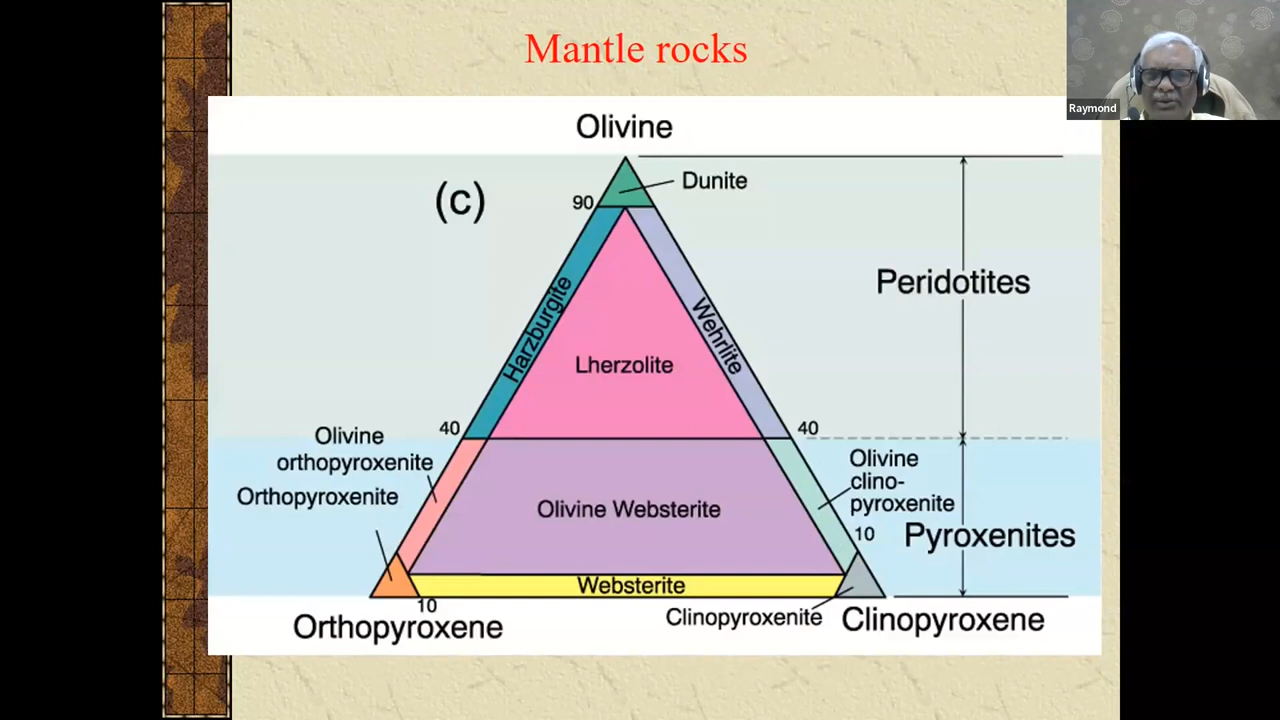 Mantle rocks
Raymond
Olivine
Dunite
(c)
90
Peridotites
Harzburgite
Wehrlite
Lherzolite
40
40
Olivine
orthopyroxenite
Orthopyroxenite
Olivine
clino-
pyroxenite
Olivine Websterite
10
Pyroxenites
Websterite
10
Clinopyroxenite
Orthopyroxene
Clinopyroxene